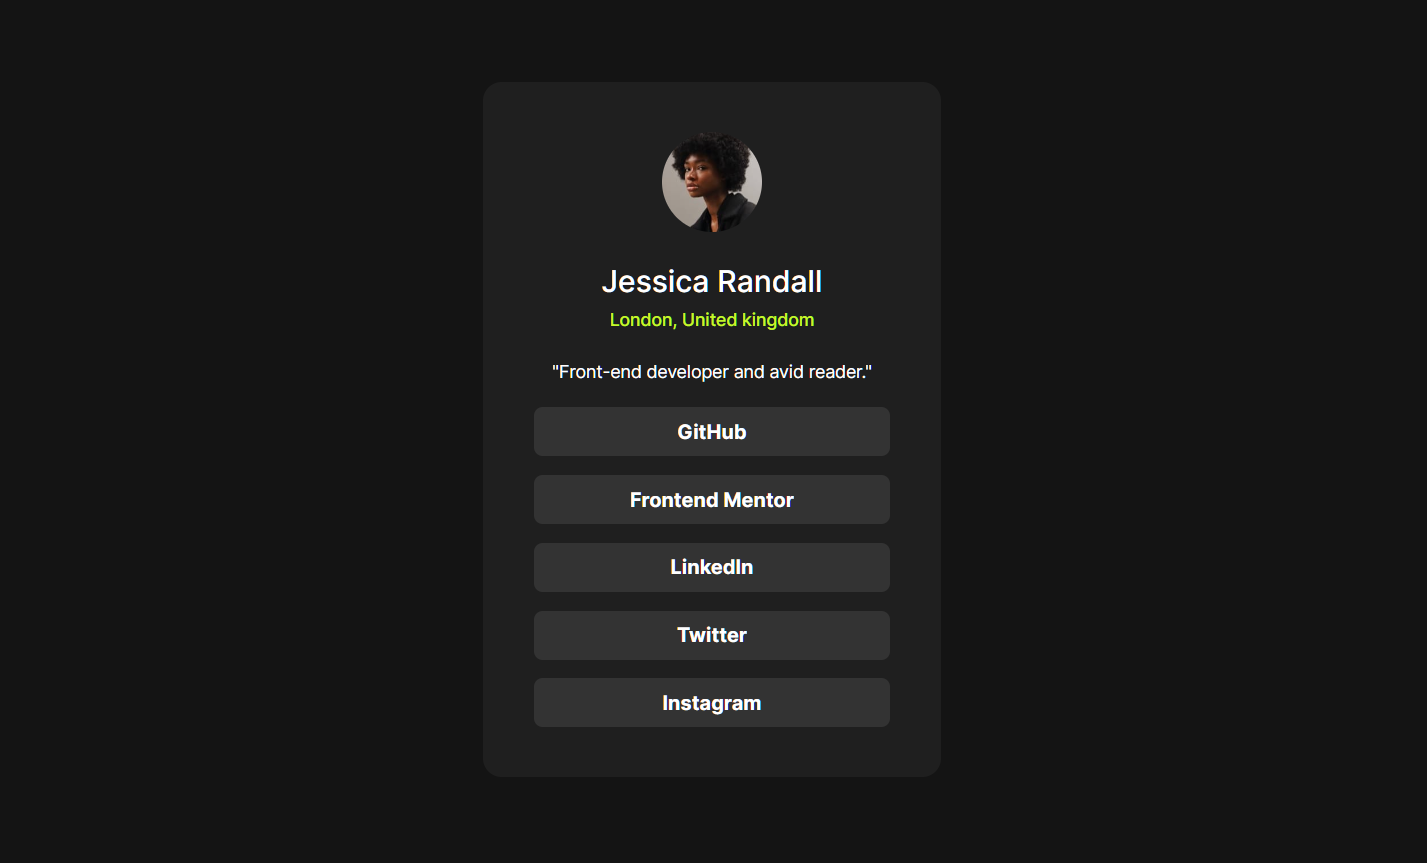 Jessica Randall
London, United kingdom
"Front-end developer and avid reader."
GitHub
Frontend Mentor
LinkedIn
Twitter
Instagram